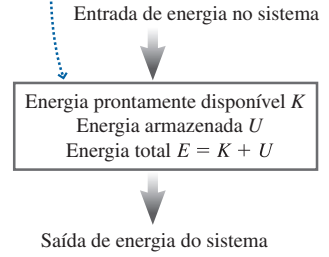 Entrada de energia no sistema
Energia prontamente disponível K
Energia armazenada U
Energia total E = K + U
Saída de energia do sistema